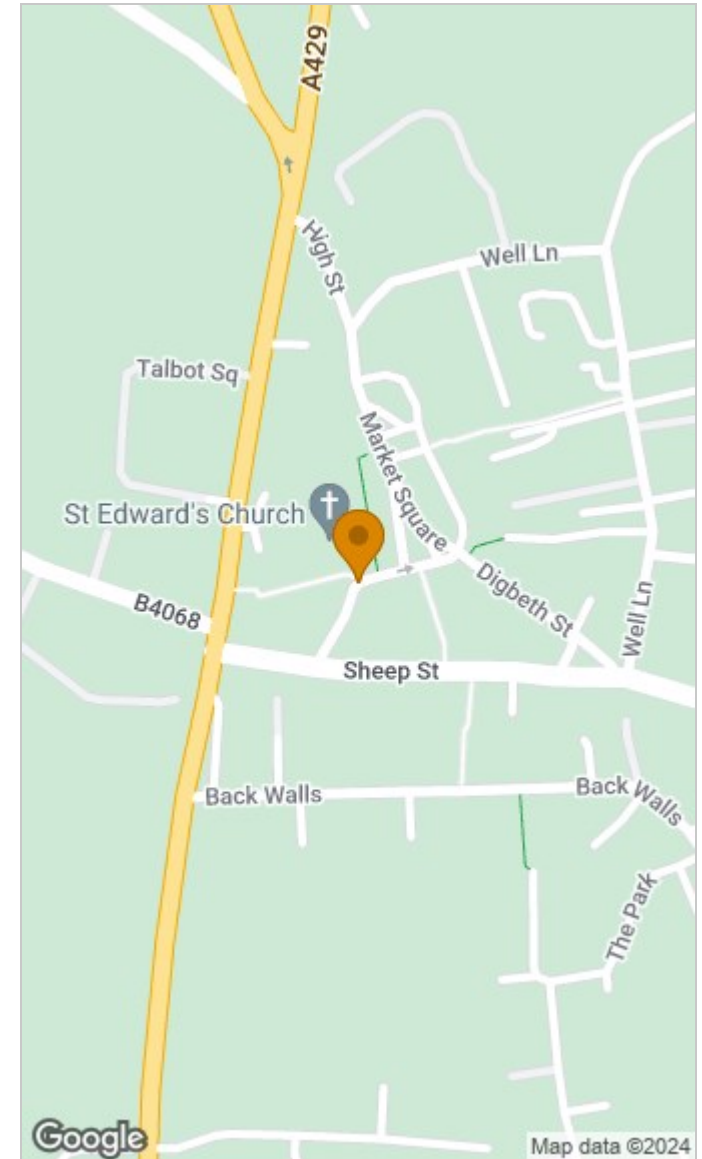 A429
High St
Well Ln
Talbot Sq
Market Square
St Edward's Church
Digbeth St
B4068
Well Ln
Sheep St
Back Walls
Back Walls
The Park
Google
Map data ©2024